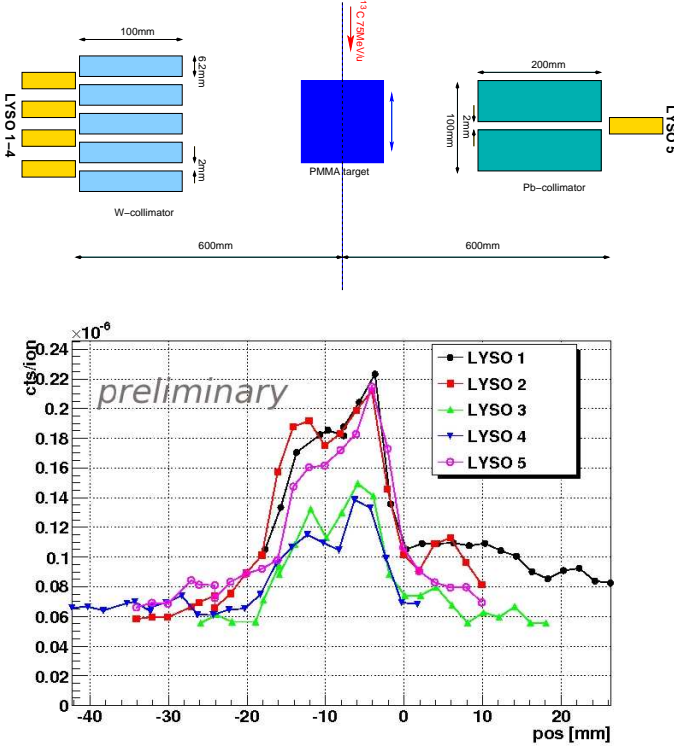 100mm
6.2mm
2mm
LYSO 1−4
W−collimator
13C 75MeV/u
PMMA target
200mm
100mm
2mm
LYSO 5
Pb−collimator
600mm
600mm
×10-6
cts/ion
preliminary
LYSO 1
LYSO 2
LYSO 3
LYSO 4
LYSO 5
0.24
0.22
0.2
0.18
0.16
0.14
0.12
0.1
0.08
0.06
0.04
0.02
0
-40 -30 -20 -10 0 10 20
pos [mm]